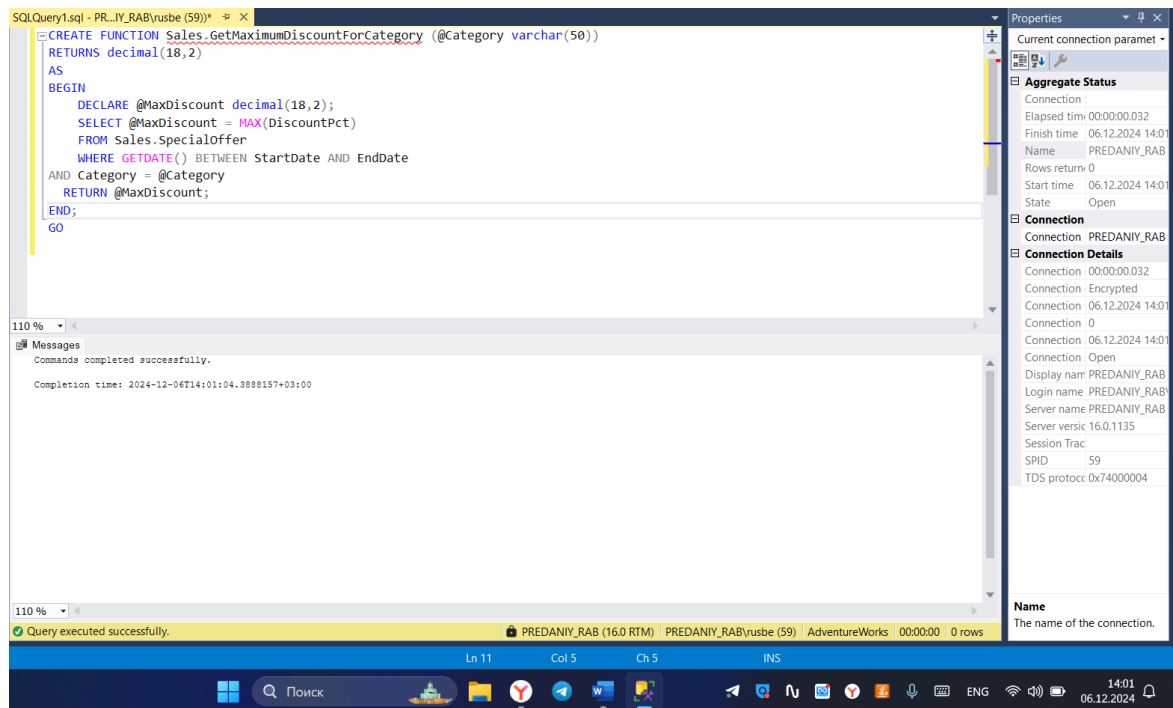 SQLQuery1.sql - PR...IY_RAB\rusbe (59))*
CREATE FUNCTION Sales.GetMaximumDiscountForCategory (@Category varchar(50))
RETURNS decimal(18,2)
AS
BEGIN
DECLARE @MaxDiscount decimal(18,2);
SELECT @MaxDiscount = MAX(DiscountPct)
FROM Sales.SpecialOffer
WHERE GETDATE() BETWEEN StartDate AND EndDate
AND Category = @Category
RETURN @MaxDiscount;
END;
GO
110 %
Messages
Commands completed successfully.
Completion time: 2024-12-06T14:01:04.3888157+03:00
110 %
Query executed successfully.
PREDANIY_RAB (16.0 RTM) PREDANIY_RAB\rusbe (59) AdventureWorks 00:00:00 0 rows
Properties
Current connection paramet
Aggregate Status
Connection
Elapsed tim 00:00:00.032
Finish time 06.12.2024 14:01
Name PREDANIY_RAB
Rows return 0
Start time 06.12.2024 14:01
State Open
Connection
Connection PREDANIY_RAB
Connection Details
Connection 00:00:00.032
Connection Encrypted
Connection 06.12.2024 14:01
Connection 0
Connection 06.12.2024 14:01
Connection Open
Display nam PREDANIY_RAB
Login name PREDANIY_RAB\
Server name PREDANIY_RAB
Server versic 16.0.1135
Session Trac
SPID 59
TDS protocc 0x74000004
Name
The name of the connection.
Ln 11 Col 5 Ch 5 INS
Поиск
ENG
14:01
06.12.2024